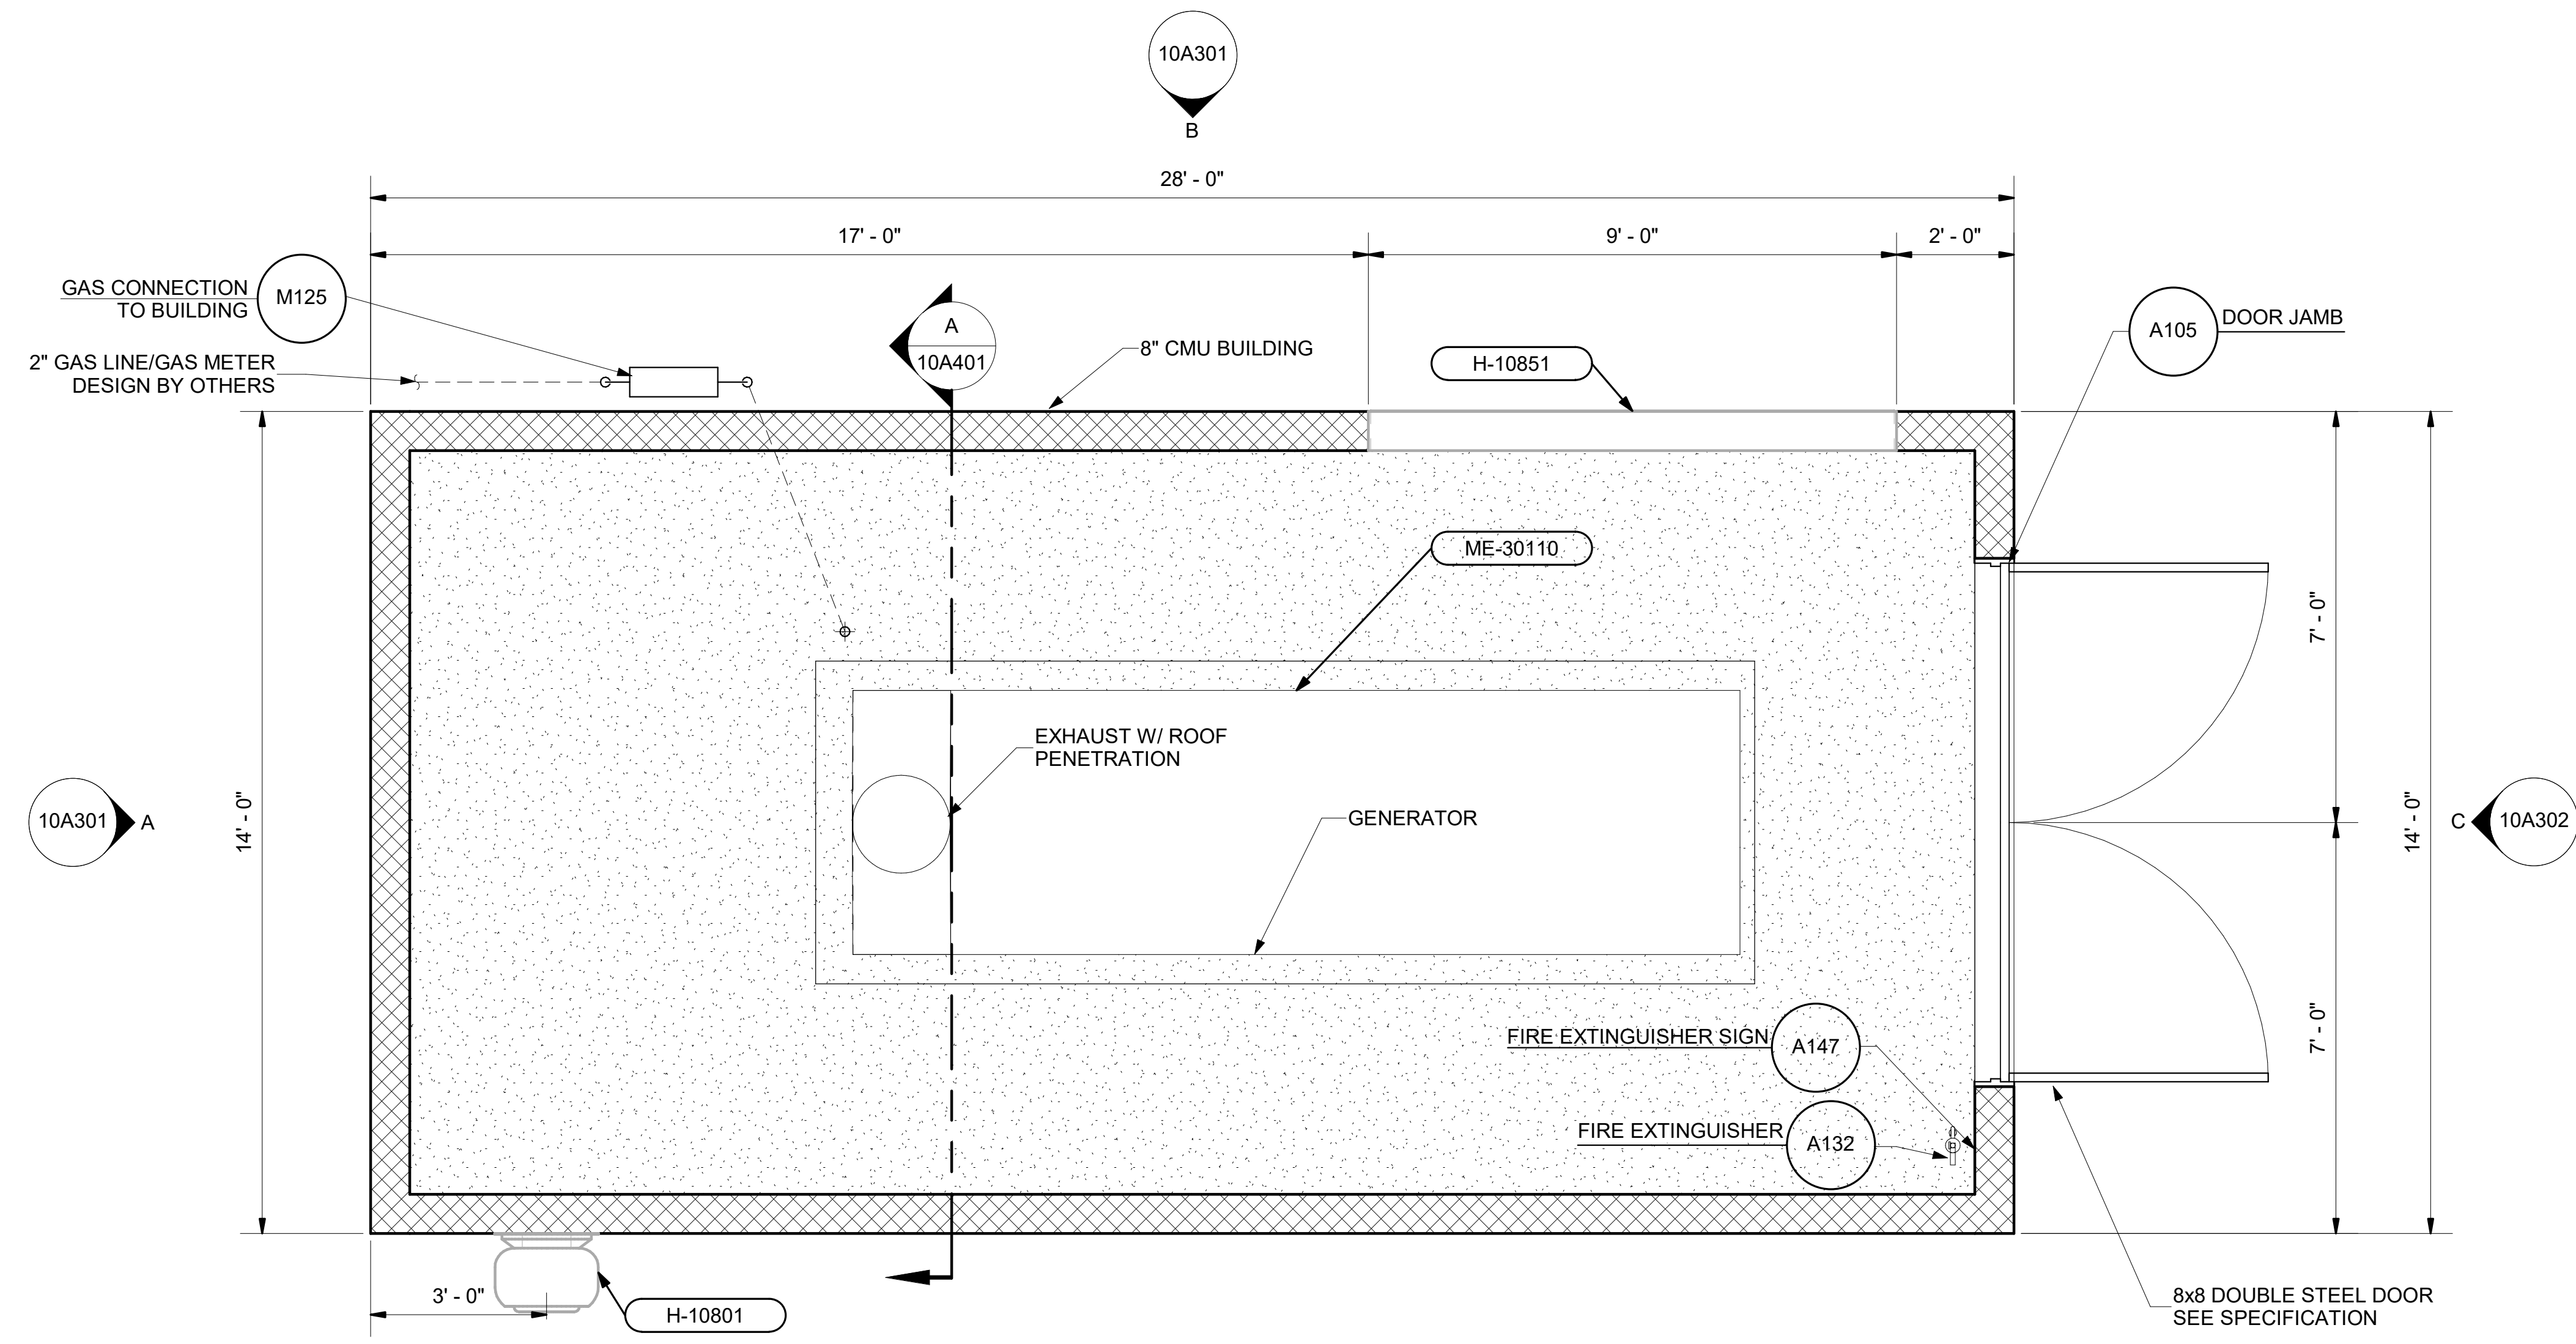 10A301
B
28' - 0"
17' - 0"
9' - 0"
2' - 0"
GAS CONNECTION
TO BUILDING
M125
2" GAS LINE/GAS METER
DESIGN BY OTHERS
A
10A401
8" CMU BUILDING
H-10851
A105
DOOR JAMB
ME-30110
7' - 0"
EXHAUST W/ ROOF
PENETRATION
GENERATOR
10A301
A
14' - 0"
14' - 0"
C
10A302
FIRE EXTINGUISHER SIGN
A147
7' - 0"
FIRE EXTINGUISHER
A132
3' - 0"
H-10801
8x8 DOUBLE STEEL DOOR
SEE SPECIFICATION